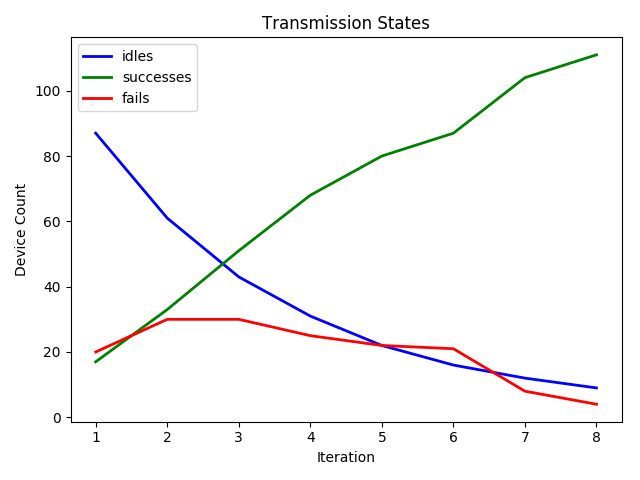 Transmission States
idles
successes
fails
Device Count
100
80
60
40
20
0
1 2 3 4 5 6 7 8
Iteration